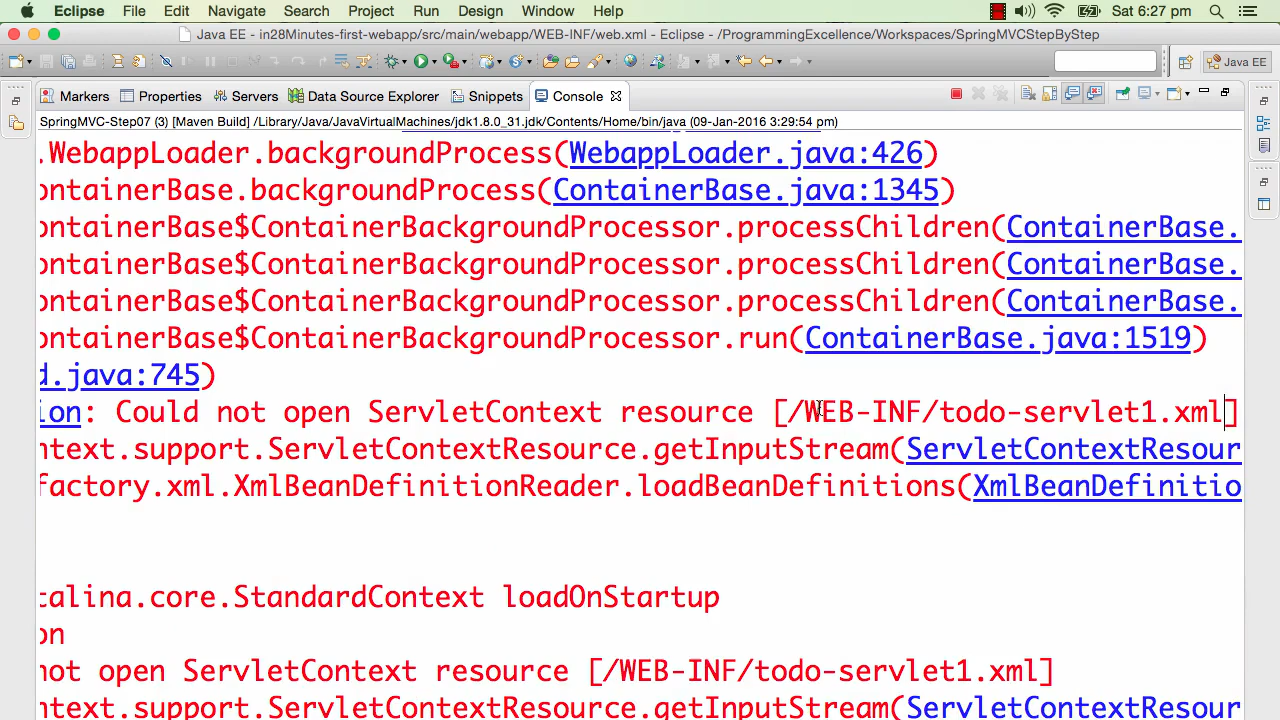 Eclipse File Edit Navigate Search Project Run Design Window Help Sat 6:27 pm
Java EE - in28Minutes-first-webapp/src/main/webapp/WEB-INF/web.xml - Eclipse - /ProgrammingExcellence/Workspaces/SpringMVCStepByStep
Java EE
Markers Properties Servers Data Source Explorer Snippets Console
SpringMVC-Step07 (3) [Maven Build] /Library/Java/JavaVirtualMachines/jdk1.8.0_31.jdk/Contents/Home/bin/java (09-Jan-2016 3:29:54 pm)
.WebappLoader.backgroundProcess(WebappLoader.java:426)
ontainerBase.backgroundProcess(ContainerBase.java:1345)
ontainerBase$ContainerBackgroundProcessor.processChildren(ContainerBase.
ontainerBase$ContainerBackgroundProcessor.processChildren(ContainerBase.
ontainerBase$ContainerBackgroundProcessor.processChildren(ContainerBase.
ontainerBase$ContainerBackgroundProcessor.run(ContainerBase.java:1519)
d.java:745)
ion: Could not open ServletContext resource [/WEB-INF/todo-servlet1.xml]
ntext.support.ServletContextResource.getInputStream(ServletContextResour
factory.xml.XmlBeanDefinitionReader.loadBeanDefinitions(XmlBeanDefinitio
talina.core.StandardContext loadOnStartup
on
not open ServletContext resource [/WEB-INF/todo-servlet1.xml]
ntext.support.ServletContextResource.getInputStream(ServletContextResour